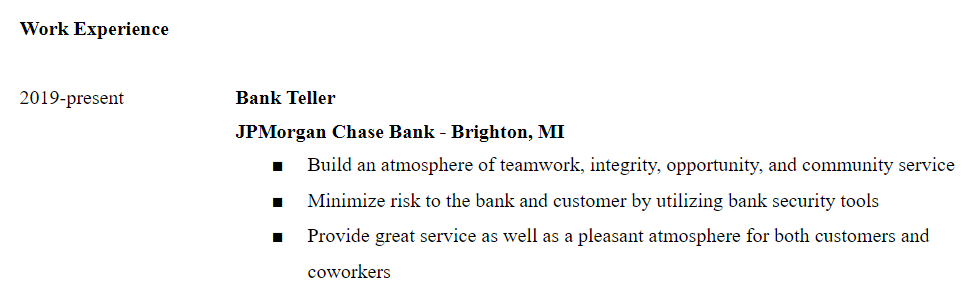 Work Experience
2019-present Bank Teller
JPMorgan Chase Bank - Brighton, MI
■ Build an atmosphere of teamwork, integrity, opportunity, and community service
■ Minimize risk to the bank and customer by utilizing bank security tools
■ Provide great service as well as a pleasant atmosphere for both customers and
coworkers